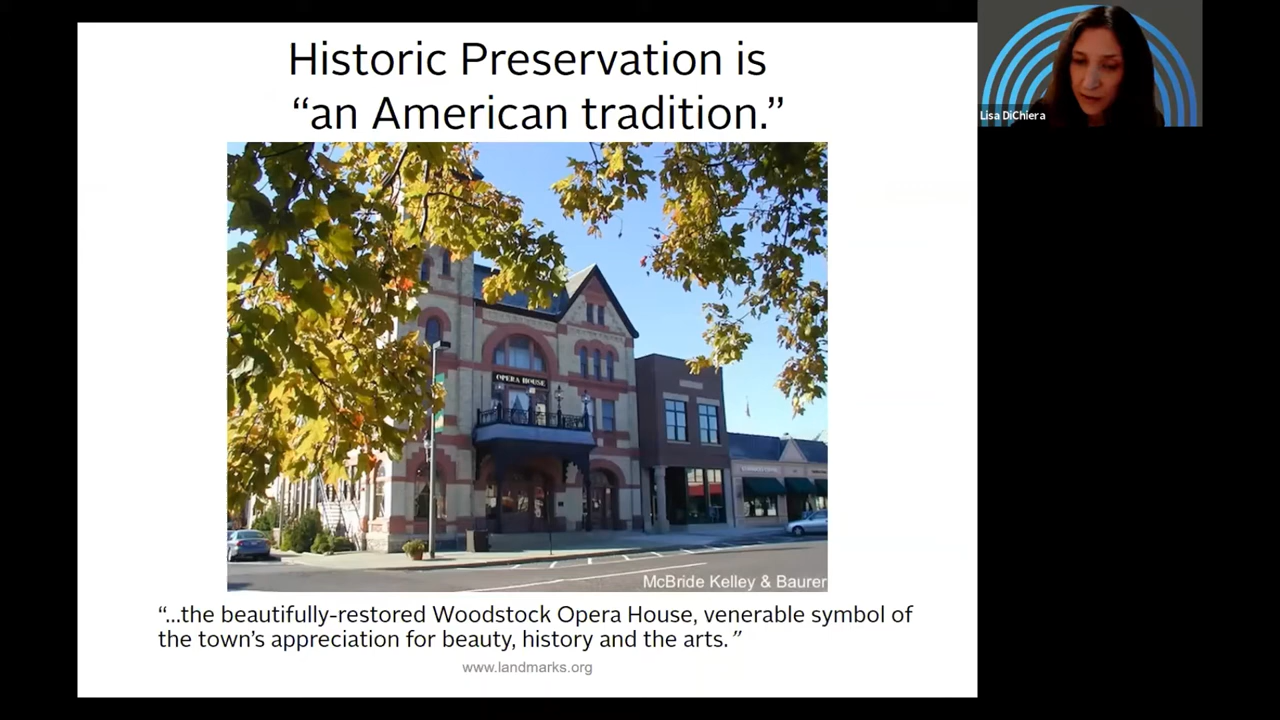 Historic Preservation is
“an American tradition.”
Lisa DiChiera
OPERA HOUSE
McBride Kelley & Baurer
“…the beautifully-restored Woodstock Opera House, venerable symbol of
the town’s appreciation for beauty, history and the arts.”
www.landmarks.org